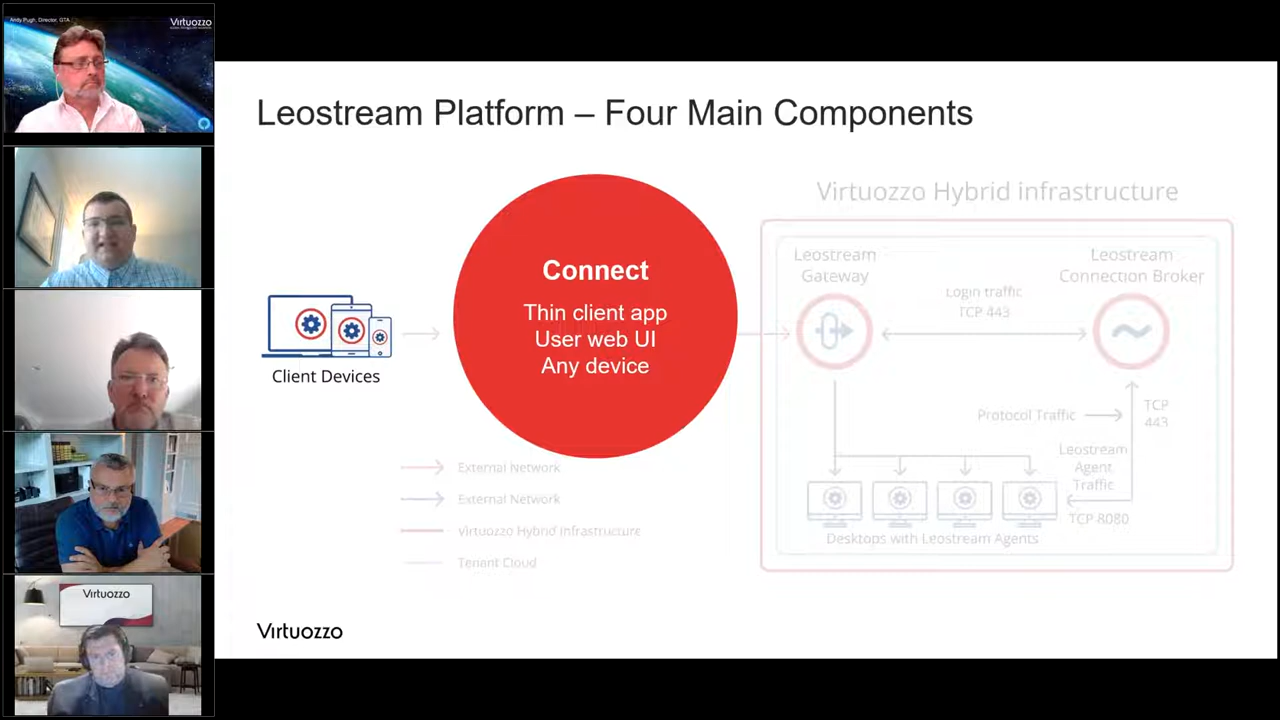 Andy Pugh, Director, GTA
Virtuozzo
Virtuozzo
Leostream Platform – Four Main Components
Client Devices
Connect
Thin client app
User web UI
Any device
Virtuozzo Hybrid infrastructure
Leostream
Gateway
Leostream
Connection Broker
Login traffic
TCP 443
Protocol Traffic
TCP
443
Leostream
Agent
Traffic
TCP 8080
Desktops with Leostream Agents
External Network
External Network
Virtuozzo Hybrid Infrastructure
Tenant Cloud
Virtuozzo